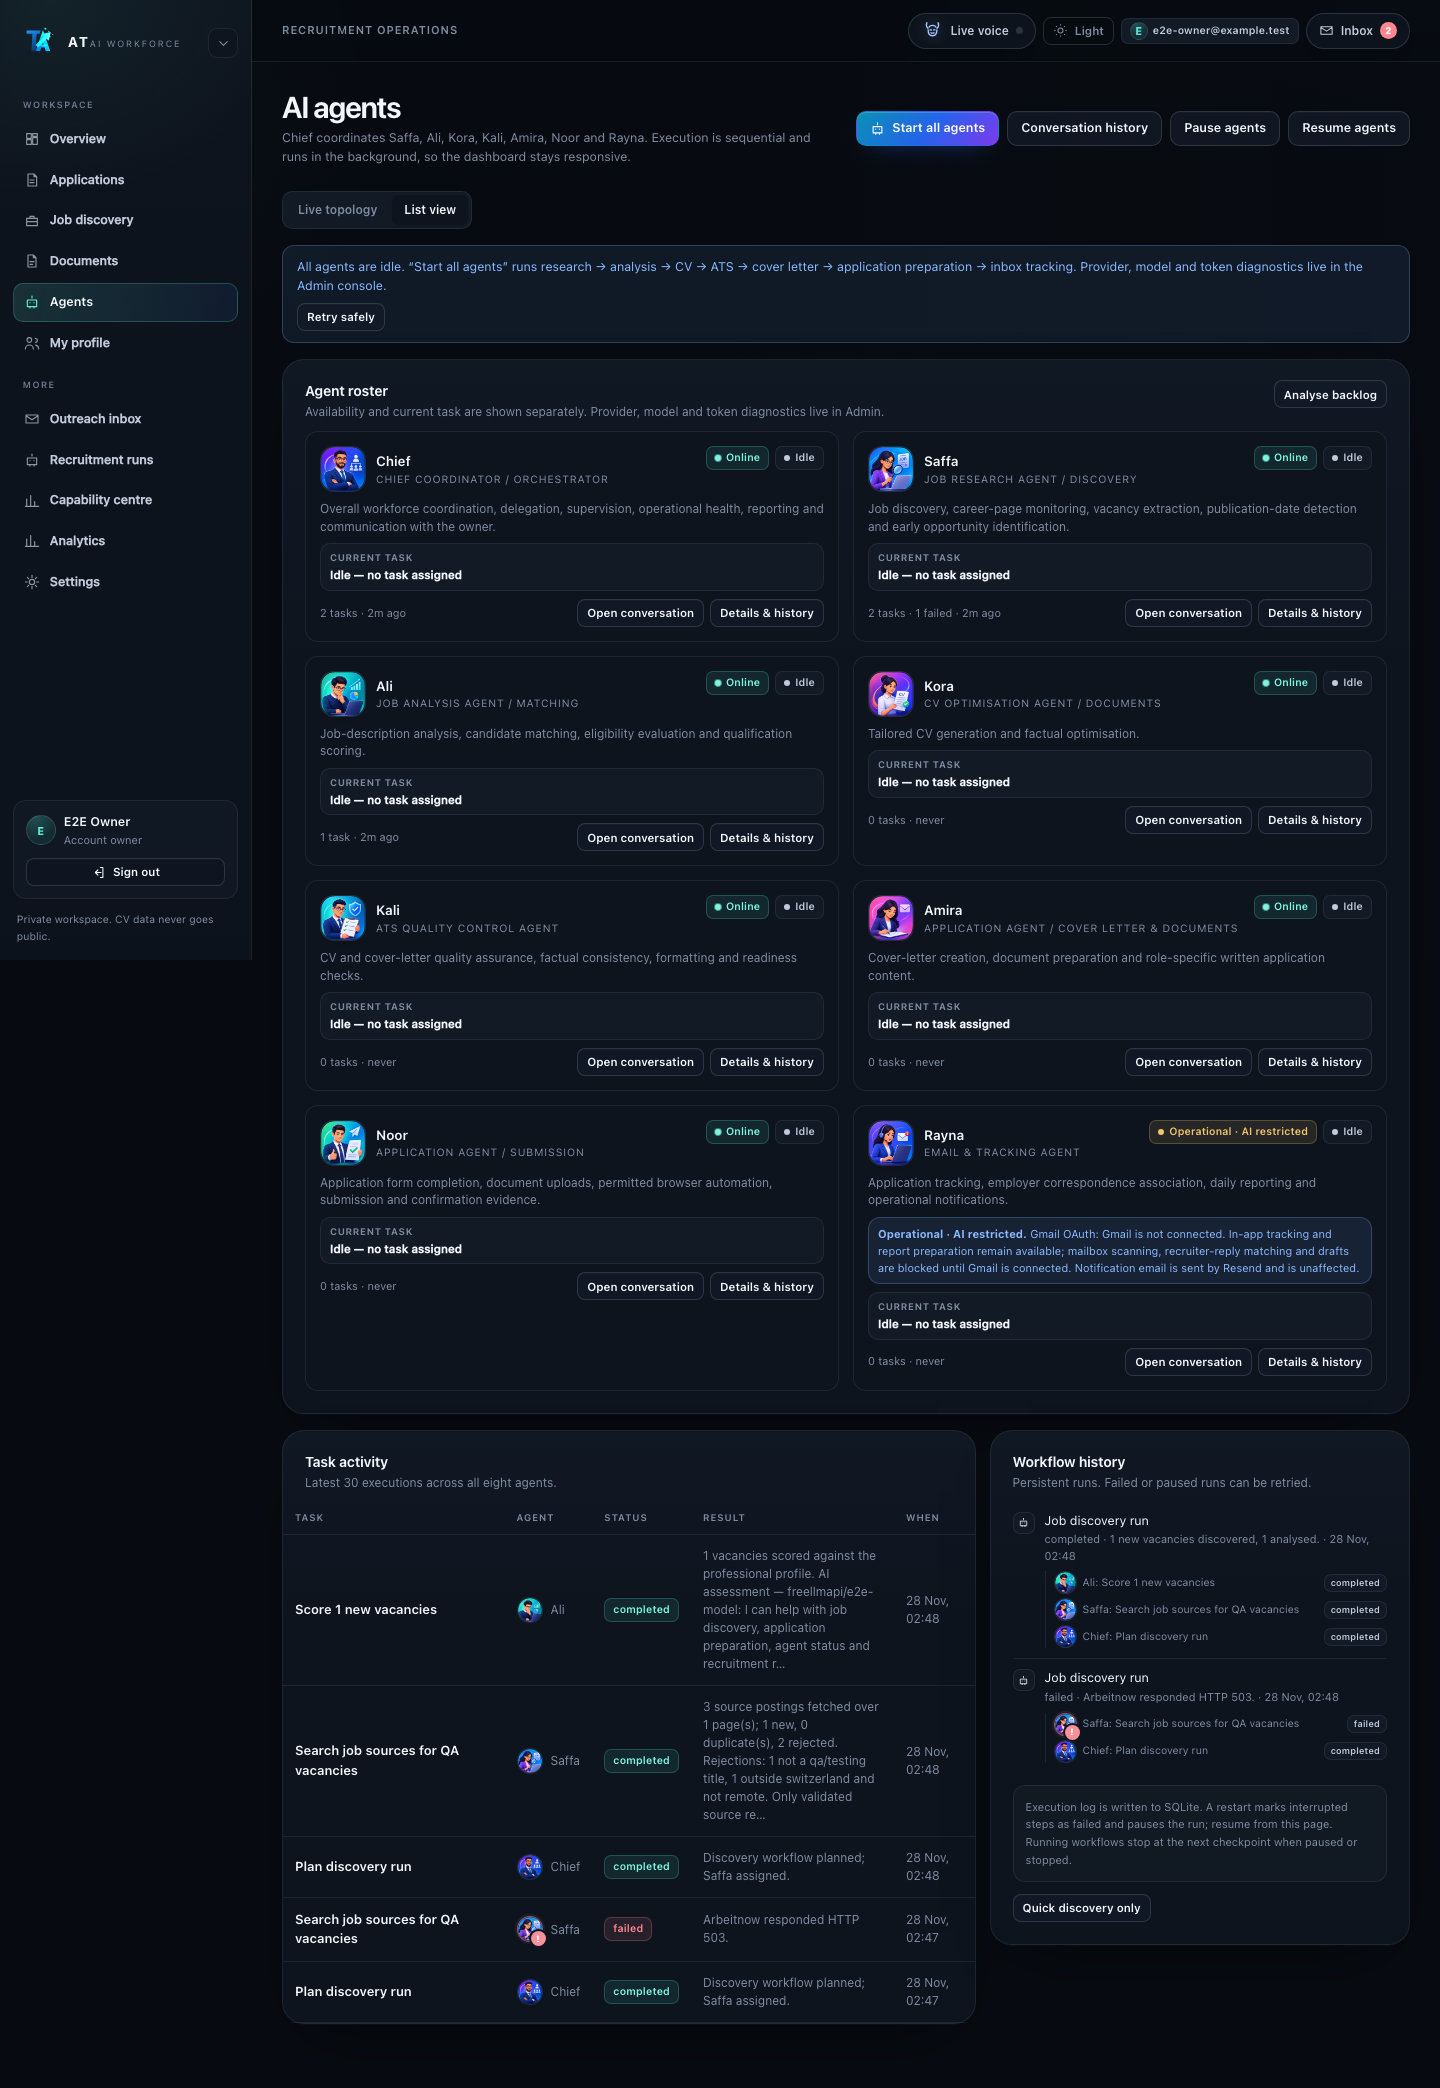 AT AI WORKFORCE
WORKSPACE
Overview
Applications
Job discovery
Documents
Agents
My profile
MORE
Outreach inbox
Recruitment runs
Capability centre
Analytics
Settings
E
E2E Owner
Account owner
Sign out
Private workspace. CV data never goes
public.
RECRUITMENT OPERATIONS
Live voice
Light
E
e2e-owner@example.test
Inbox
2
AI agents
Chief coordinates Saffa, Ali, Kora, Kali, Amira, Noor and Rayna. Execution is sequential and
runs in the background, so the dashboard stays responsive.
Start all agents
Conversation history
Pause agents
Resume agents
Live topology
List view
All agents are idle. “Start all agents” runs research → analysis → CV → ATS → cover letter → application preparation → inbox tracking. Provider, model and token diagnostics live in the
Admin console.
Retry safely
Agent roster
Availability and current task are shown separately. Provider, model and token diagnostics live in Admin.
Analyse backlog
Chief
CHIEF COORDINATOR / ORCHESTRATOR
Online
Idle
Overall workforce coordination, delegation, supervision, operational health, reporting and
communication with the owner.
CURRENT TASK
Idle — no task assigned
2 tasks · 2m ago
Open conversation
Details & history
Saffa
JOB RESEARCH AGENT / DISCOVERY
Online
Idle
Job discovery, career-page monitoring, vacancy extraction, publication-date detection
and early opportunity identification.
CURRENT TASK
Idle — no task assigned
2 tasks · 1 failed · 2m ago
Open conversation
Details & history
Ali
JOB ANALYSIS AGENT / MATCHING
Online
Idle
Job-description analysis, candidate matching, eligibility evaluation and qualification
scoring.
CURRENT TASK
Idle — no task assigned
1 task · 2m ago
Open conversation
Details & history
Kora
CV OPTIMISATION AGENT / DOCUMENTS
Online
Idle
Tailored CV generation and factual optimisation.
CURRENT TASK
Idle — no task assigned
0 tasks · never
Open conversation
Details & history
Kali
ATS QUALITY CONTROL AGENT
Online
Idle
CV and cover-letter quality assurance, factual consistency, formatting and readiness
checks.
CURRENT TASK
Idle — no task assigned
0 tasks · never
Open conversation
Details & history
Amira
APPLICATION AGENT / COVER LETTER & DOCUMENTS
Online
Idle
Cover-letter creation, document preparation and role-specific written application
content.
CURRENT TASK
Idle — no task assigned
0 tasks · never
Open conversation
Details & history
Noor
APPLICATION AGENT / SUBMISSION
Online
Idle
Application form completion, document uploads, permitted browser automation,
submission and confirmation evidence.
CURRENT TASK
Idle — no task assigned
0 tasks · never
Open conversation
Details & history
Rayna
EMAIL & TRACKING AGENT
Operational · AI restricted
Idle
Application tracking, employer correspondence association, daily reporting and
operational notifications.
Operational · AI restricted. Gmail OAuth: Gmail is not connected. In-app tracking and
report preparation remain available; mailbox scanning, recruiter-reply matching and drafts
are blocked until Gmail is connected. Notification email is sent by Resend and is unaffected.
CURRENT TASK
Idle — no task assigned
0 tasks · never
Open conversation
Details & history
Task activity
Latest 30 executions across all eight agents.
TASK AGENT STATUS RESULT WHEN
Score 1 new vacancies
Ali
completed
1 vacancies scored against the
professional profile. AI
assessment — freellmapi/e2e-
model: I can help with job
discovery, application
preparation, agent status and
recruitment r…
28 Nov,
02:48
Search job sources for QA
vacancies
Saffa
completed
3 source postings fetched over
1 page(s); 1 new, 0
duplicate(s), 2 rejected.
Rejections: 1 not a qa/testing
title, 1 outside switzerland and
not remote. Only validated
source re…
28 Nov,
02:48
Plan discovery run
Chief
completed
Discovery workflow planned;
Saffa assigned.
28 Nov,
02:48
Search job sources for QA
vacancies
Saffa
failed
Arbeitnow responded HTTP
503.
28 Nov,
02:47
Plan discovery run
Chief
completed
Discovery workflow planned;
Saffa assigned.
28 Nov,
02:47
Workflow history
Persistent runs. Failed or paused runs can be retried.
Job discovery run
completed · 1 new vacancies discovered, 1 analysed. · 28 Nov,
02:48
Ali: Score 1 new vacancies
completed
Saffa: Search job sources for QA vacancies
completed
Chief: Plan discovery run
completed
Job discovery run
failed · Arbeitnow responded HTTP 503. · 28 Nov, 02:48
Saffa: Search job sources for QA vacancies
failed
Chief: Plan discovery run
completed
Execution log is written to SQLite. A restart marks interrupted
steps as failed and pauses the run; resume from this page.
Running workflows stop at the next checkpoint when paused or
stopped.
Quick discovery only